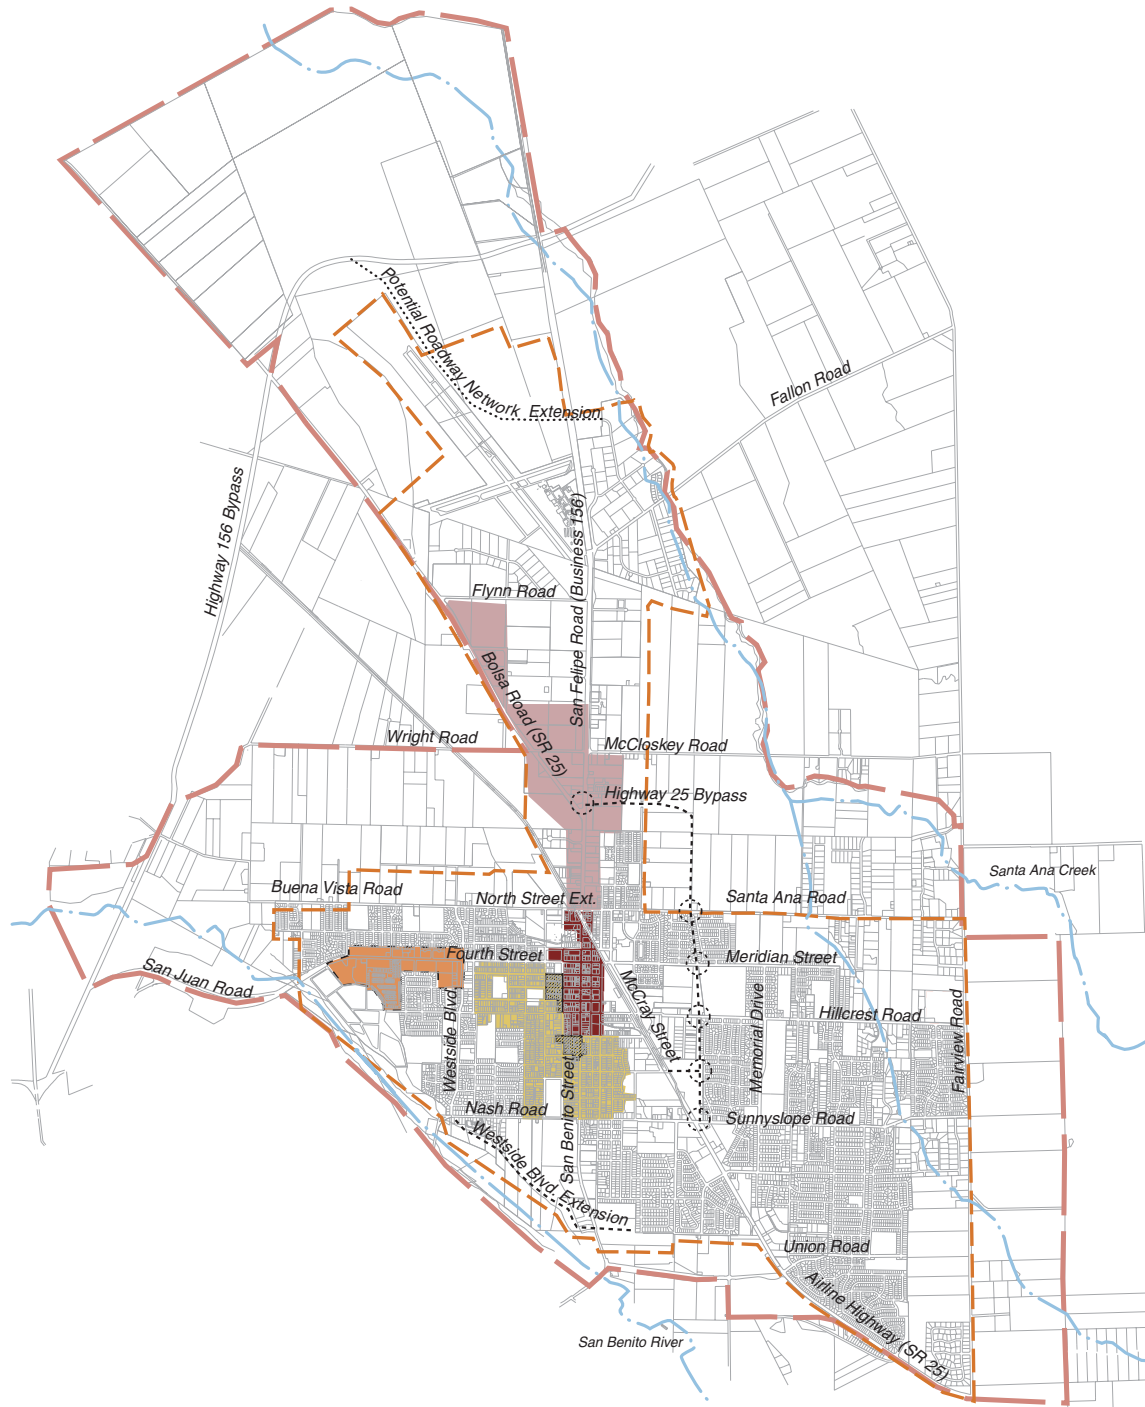 Potential Roadway Network Extension
Fallon Road
Highway 156 Bypass
San Felipe Road (Business 156)
Flynn Road
Bolsa Road (SR 25)
Wright Road
McCloskey Road
Highway 25 Bypass
Santa Ana Creek
Buena Vista Road
North Street Ext.
Santa Ana Road
Fourth Street
Meridian Street
San Juan Road
McCray Street
Hillcrest Road
Westside Blvd.
Memorial Drive
Fairview Road
San Benito Street
Nash Road
Sunnyslope Road
Westside Blvd. Extension
Union Road
Airline Highway (SR 25)
San Benito River